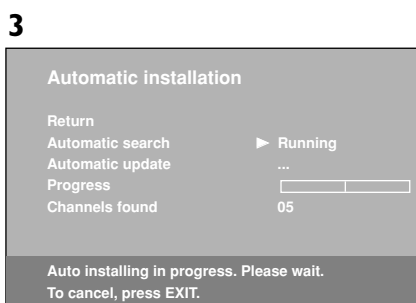 3
Automatic installation
Return
Automatic search ▶ Running
Automatic update ...
Progress
Channels found 05
Auto installing in progress. Please wait.
To cancel, press EXIT.